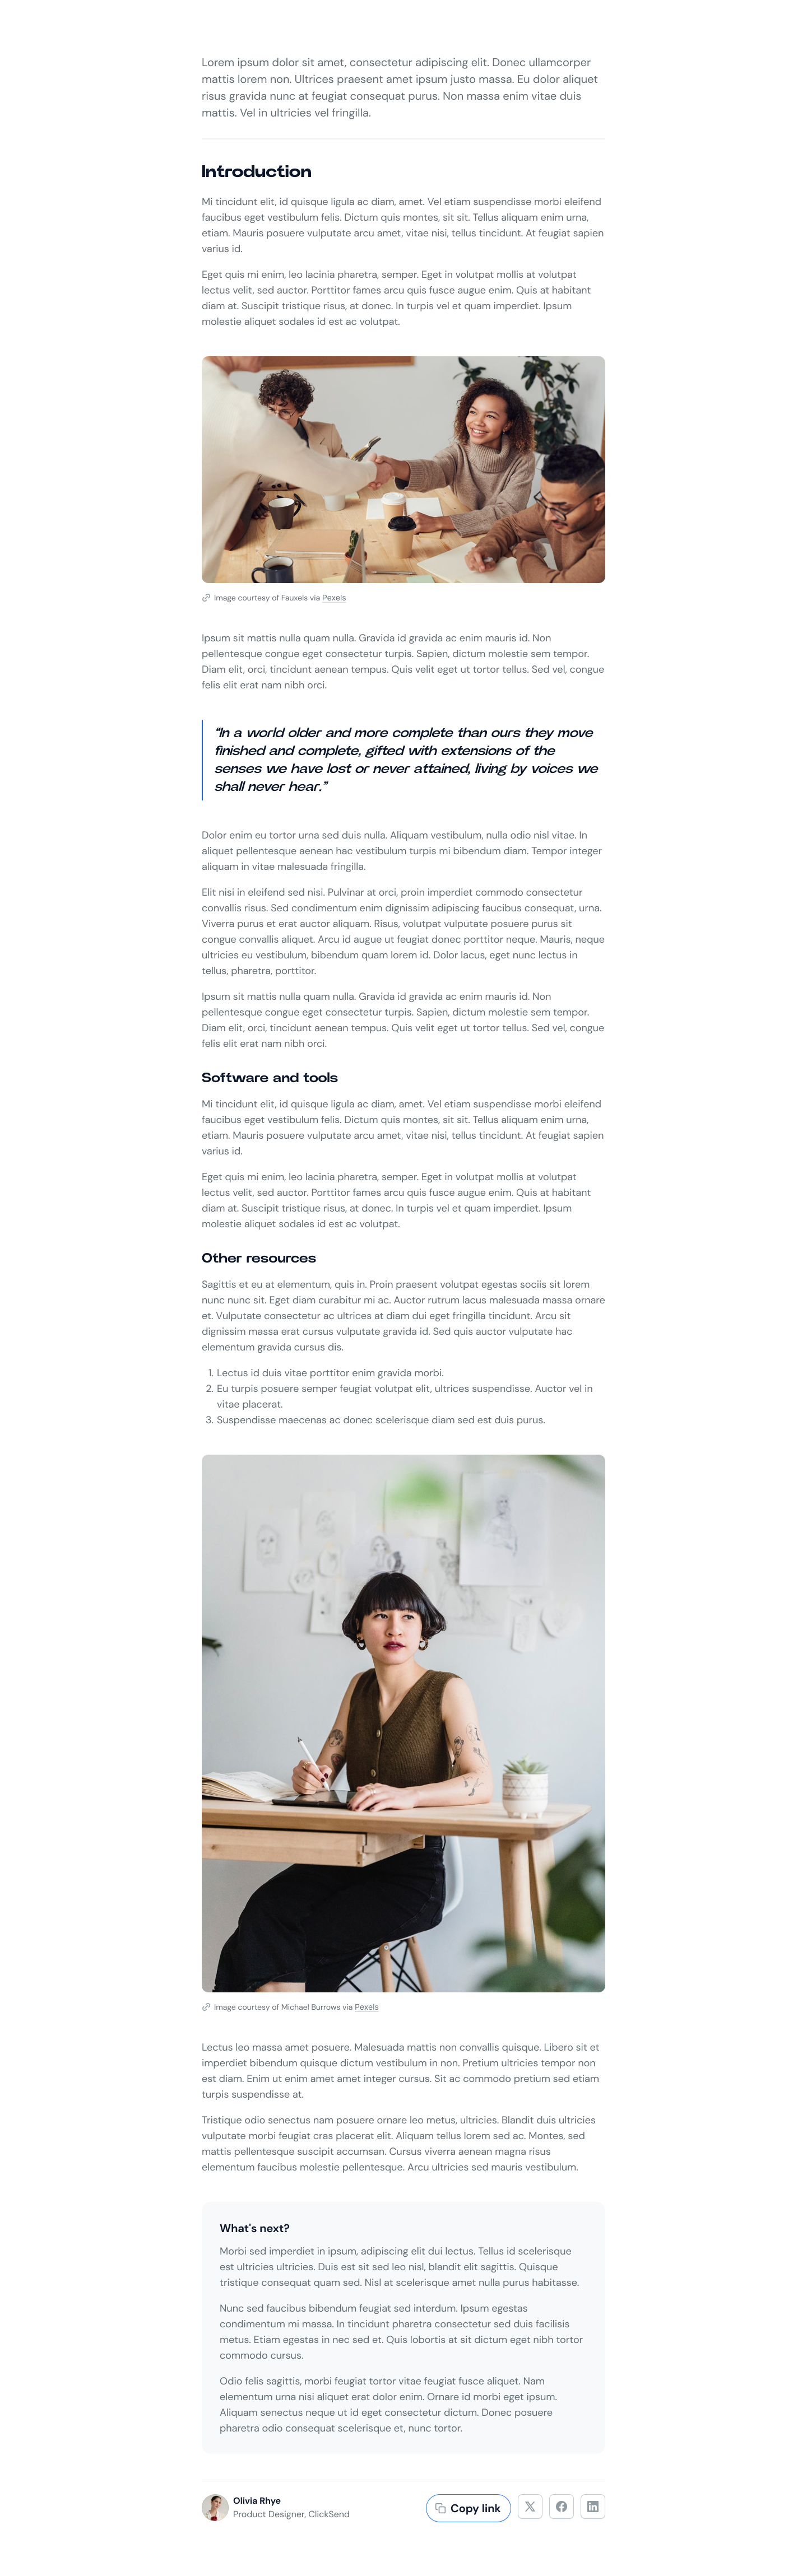 Lorem ipsum dolor sit amet, consectetur adipiscing elit. Donec ullamcorper
mattis lorem non. Ultrices praesent amet ipsum justo massa. Eu dolor aliquet
risus gravida nunc at feugiat consequat purus. Non massa enim vitae duis
mattis. Vel in ultricies vel fringilla.
Introduction
Mi tincidunt elit, id quisque ligula ac diam, amet. Vel etiam suspendisse morbi eleifend
faucibus eget vestibulum felis. Dictum quis montes, sit sit. Tellus aliquam enim urna,
etiam. Mauris posuere vulputate arcu amet, vitae nisi, tellus tincidunt. At feugiat sapien
varius id.
Eget quis mi enim, leo lacinia pharetra, semper. Eget in volutpat mollis at volutpat
lectus velit, sed auctor. Porttitor fames arcu quis fusce augue enim. Quis at habitant
diam at. Suscipit tristique risus, at donec. In turpis vel et quam imperdiet. Ipsum
molestie aliquet sodales id est ac volutpat.
Image courtesy of Fauxels via Pexels
Ipsum sit mattis nulla quam nulla. Gravida id gravida ac enim mauris id. Non
pellentesque congue eget consectetur turpis. Sapien, dictum molestie sem tempor.
Diam elit, orci, tincidunt aenean tempus. Quis velit eget ut tortor tellus. Sed vel, congue
felis elit erat nam nibh orci.
“In a world older and more complete than ours they move
finished and complete, gifted with extensions of the
senses we have lost or never attained, living by voices we
shall never hear.”
Dolor enim eu tortor urna sed duis nulla. Aliquam vestibulum, nulla odio nisl vitae. In
aliquet pellentesque aenean hac vestibulum turpis mi bibendum diam. Tempor integer
aliquam in vitae malesuada fringilla.
Elit nisi in eleifend sed nisi. Pulvinar at orci, proin imperdiet commodo consectetur
convallis risus. Sed condimentum enim dignissim adipiscing faucibus consequat, urna.
Viverra purus et erat auctor aliquam. Risus, volutpat vulputate posuere purus sit
congue convallis aliquet. Arcu id augue ut feugiat donec porttitor neque. Mauris, neque
ultricies eu vestibulum, bibendum quam lorem id. Dolor lacus, eget nunc lectus in
tellus, pharetra, porttitor.
Ipsum sit mattis nulla quam nulla. Gravida id gravida ac enim mauris id. Non
pellentesque congue eget consectetur turpis. Sapien, dictum molestie sem tempor.
Diam elit, orci, tincidunt aenean tempus. Quis velit eget ut tortor tellus. Sed vel, congue
felis elit erat nam nibh orci.
Software and tools
Mi tincidunt elit, id quisque ligula ac diam, amet. Vel etiam suspendisse morbi eleifend
faucibus eget vestibulum felis. Dictum quis montes, sit sit. Tellus aliquam enim urna,
etiam. Mauris posuere vulputate arcu amet, vitae nisi, tellus tincidunt. At feugiat sapien
varius id.
Eget quis mi enim, leo lacinia pharetra, semper. Eget in volutpat mollis at volutpat
lectus velit, sed auctor. Porttitor fames arcu quis fusce augue enim. Quis at habitant
diam at. Suscipit tristique risus, at donec. In turpis vel et quam imperdiet. Ipsum
molestie aliquet sodales id est ac volutpat.
Other resources
Sagittis et eu at elementum, quis in. Proin praesent volutpat egestas sociis sit lorem
nunc nunc sit. Eget diam curabitur mi ac. Auctor rutrum lacus malesuada massa ornare
et. Vulputate consectetur ac ultrices at diam dui eget fringilla tincidunt. Arcu sit
dignissim massa erat cursus vulputate gravida id. Sed quis auctor vulputate hac
elementum gravida cursus dis.
1. Lectus id duis vitae porttitor enim gravida morbi.
2. Eu turpis posuere semper feugiat volutpat elit, ultrices suspendisse. Auctor vel in
vitae placerat.
3. Suspendisse maecenas ac donec scelerisque diam sed est duis purus.
Image courtesy of Michael Burrows via Pexels
Lectus leo massa amet posuere. Malesuada mattis non convallis quisque. Libero sit et
imperdiet bibendum quisque dictum vestibulum in non. Pretium ultricies tempor non
est diam. Enim ut enim amet amet integer cursus. Sit ac commodo pretium sed etiam
turpis suspendisse at.
Tristique odio senectus nam posuere ornare leo metus, ultricies. Blandit duis ultricies
vulputate morbi feugiat cras placerat elit. Aliquam tellus lorem sed ac. Montes, sed
mattis pellentesque suscipit accumsan. Cursus viverra aenean magna risus
elementum faucibus molestie pellentesque. Arcu ultricies sed mauris vestibulum.
What's next?
Morbi sed imperdiet in ipsum, adipiscing elit dui lectus. Tellus id scelerisque
est ultricies ultricies. Duis est sit sed leo nisl, blandit elit sagittis. Quisque
tristique consequat quam sed. Nisl at scelerisque amet nulla purus habitasse.
Nunc sed faucibus bibendum feugiat sed interdum. Ipsum egestas
condimentum mi massa. In tincidunt pharetra consectetur sed duis facilisis
metus. Etiam egestas in nec sed et. Quis lobortis at sit dictum eget nibh tortor
commodo cursus.
Odio felis sagittis, morbi feugiat tortor vitae feugiat fusce aliquet. Nam
elementum urna nisi aliquet erat dolor enim. Ornare id morbi eget ipsum.
Aliquam senectus neque ut id eget consectetur dictum. Donec posuere
pharetra odio consequat scelerisque et, nunc tortor.
Olivia Rhye
Product Designer, ClickSend
Copy link